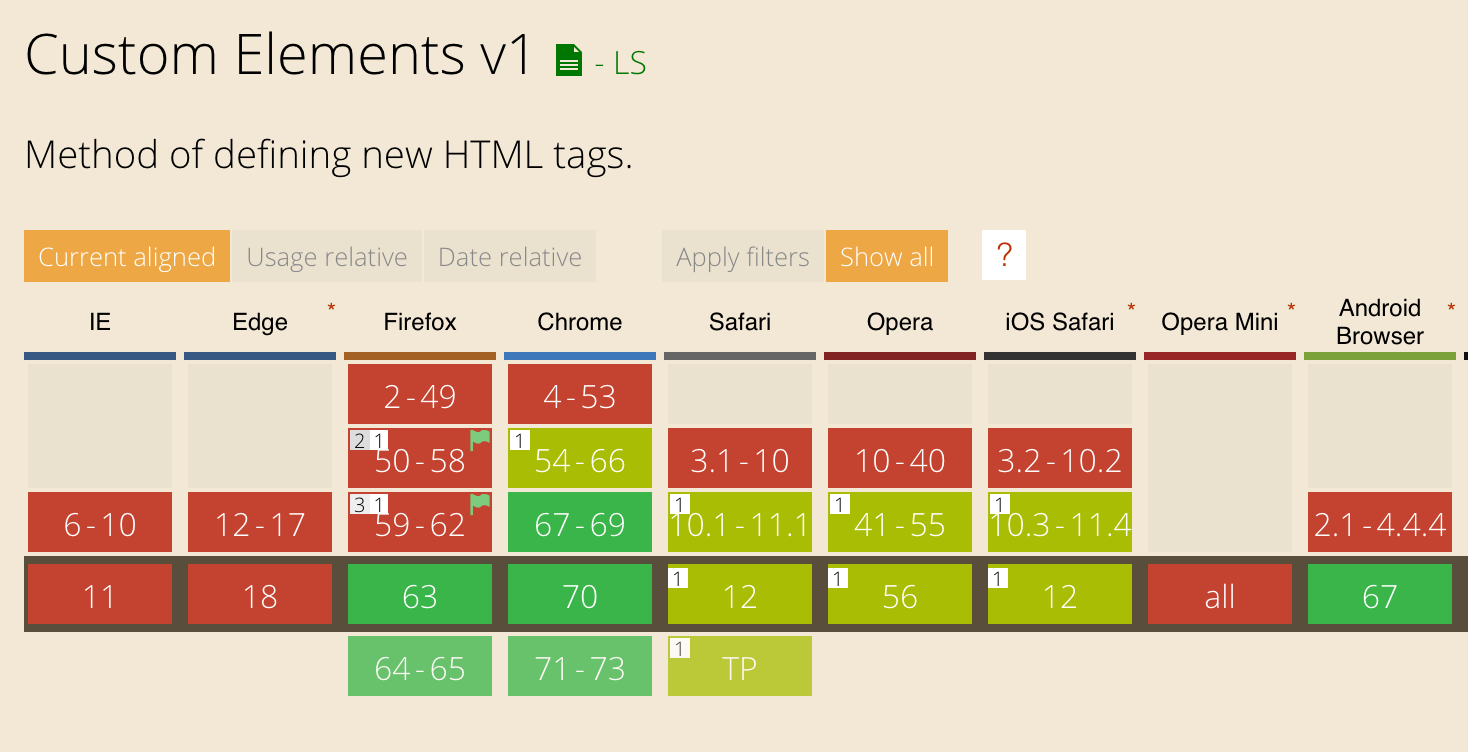 Custom Elements v1 - LS
Method of defining new HTML tags.
Current aligned Usage relative Date relative Apply filters Show all ?
IE Edge * Firefox Chrome Safari Opera iOS Safari * Opera Mini * Android Browser *
2-49 4-53
2 1 50-58 1 54-66 3.1-10 10-40 3.2-10.2
6-10 12-17 3 1 59-62 67-69 1 10.1-11.1 1 41-55 1 10.3-11.4 2.1-4.4.4
11 18 63 70 1 12 1 56 1 12 all 67
64-65 71-73 1 TP